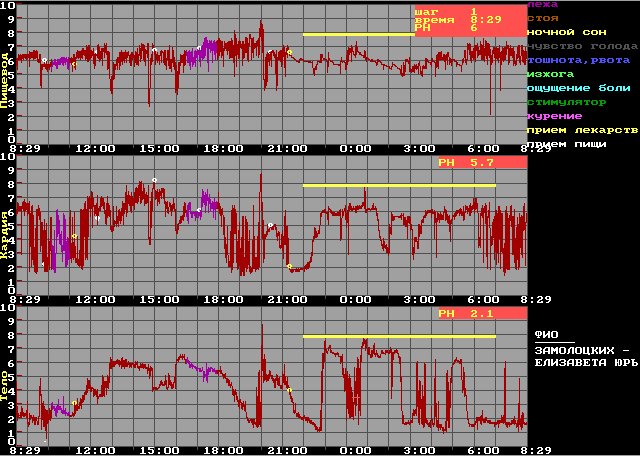 шаг 1
время 8:29
PH 6
леха
стоя
ночной сон
чувство голода
тошнота,рвота
изжога
ощущение боли
стимулятор
курение
прием лекарств
прием пищи
Пищевод
10
9
8
7
6
5
4
3
2
1
0
8:29 12:00 15:00 18:00 21:00 0:00 3:00 6:00 8:29
PH 5.7
Кардия
10
9
8
7
6
5
4
3
2
1
0
8:29 12:00 15:00 18:00 21:00 0:00 3:00 6:00 8:29
PH 2.1
Тело
10
9
8
7
6
5
4
3
2
1
0
8:29 12:00 15:00 18:00 21:00 0:00 3:00 6:00 8:29
ФИО
ЗАМОЛОЦКИХ -
ЕЛИЗАВЕТА ЮРЬ